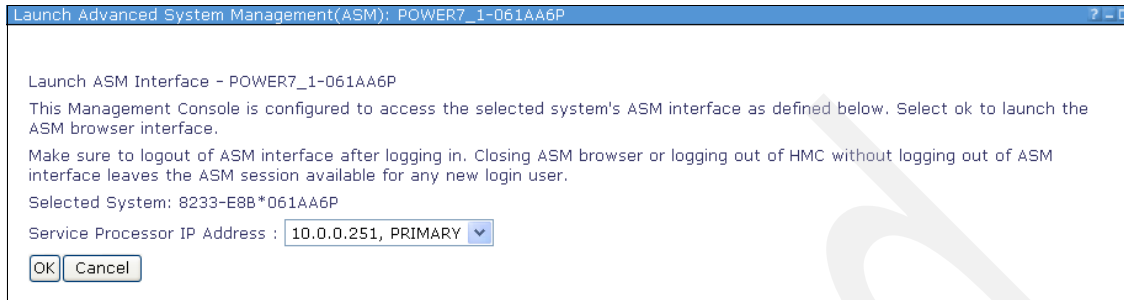 Launch Advanced System Management(ASM): POWER7_1-061AA6P
Launch ASM Interface - POWER7_1-061AA6P
This Management Console is configured to access the selected system's ASM interface as defined below. Select ok to launch the
ASM browser interface.
Make sure to logout of ASM interface after logging in. Closing ASM browser or logging out of HMC without logging out of ASM
interface leaves the ASM session available for any new login user.
Selected System: 8233-E8B*061AA6P
Service Processor IP Address : 10.0.0.251, PRIMARY
OK Cancel